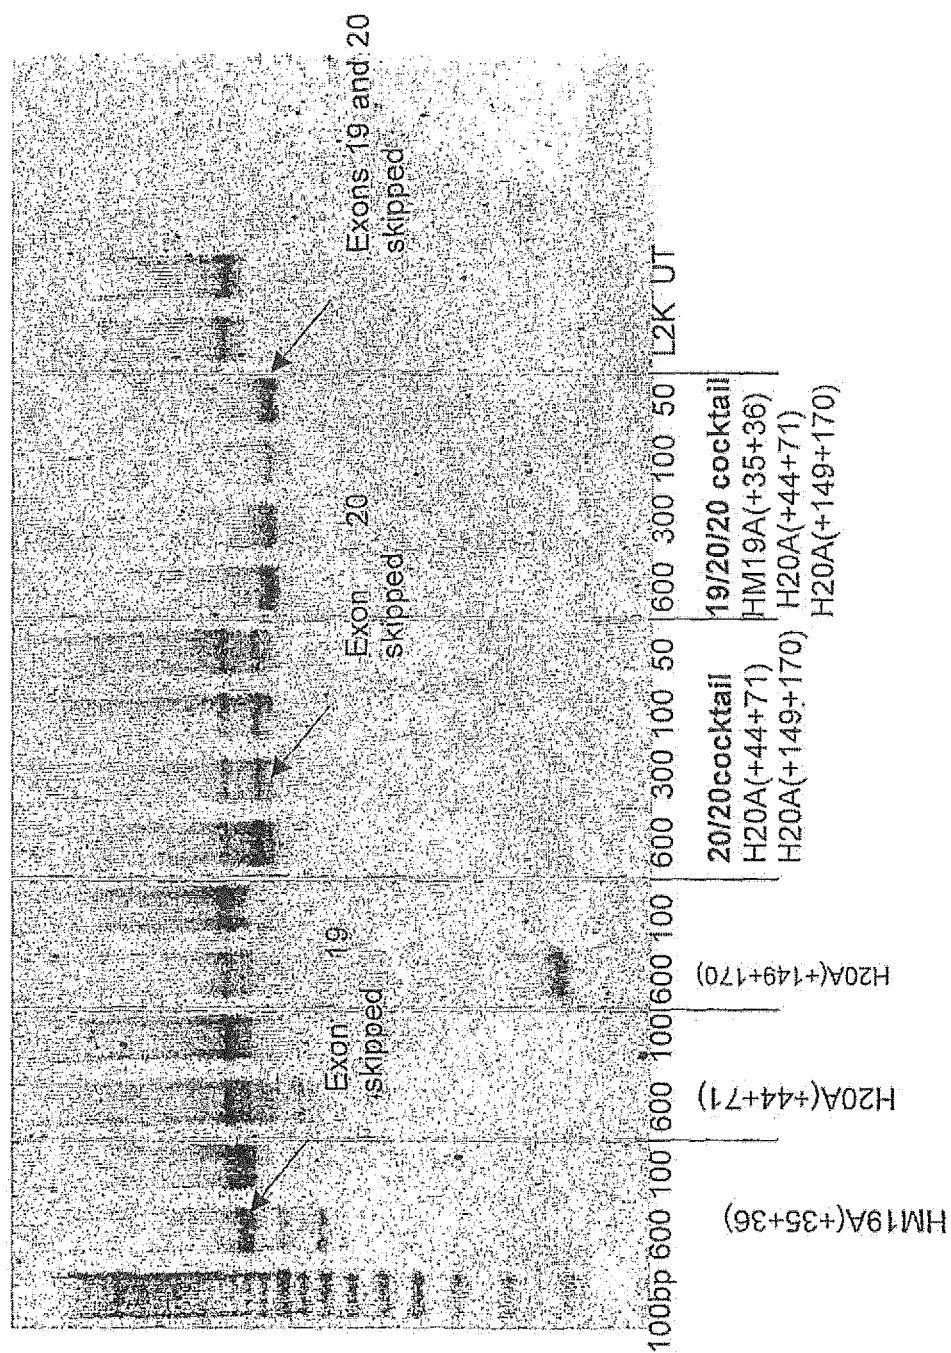 Exon 19
skipped
Exon 20
skipped
Exons 19 and 20
skipped
100bp 600 100 600 100 600 100 600 300 100 50 600 300 100 50 L2K UT
HM19A(+35+36)
H20A(+44+71)
H20A(+149+170)
20/20cocktail
H20A(+44+71)
H20A(+149+170)
19/20/20 cocktail
HM19A(+35+36)
H20A(+44+71)
H20A(+149+170)